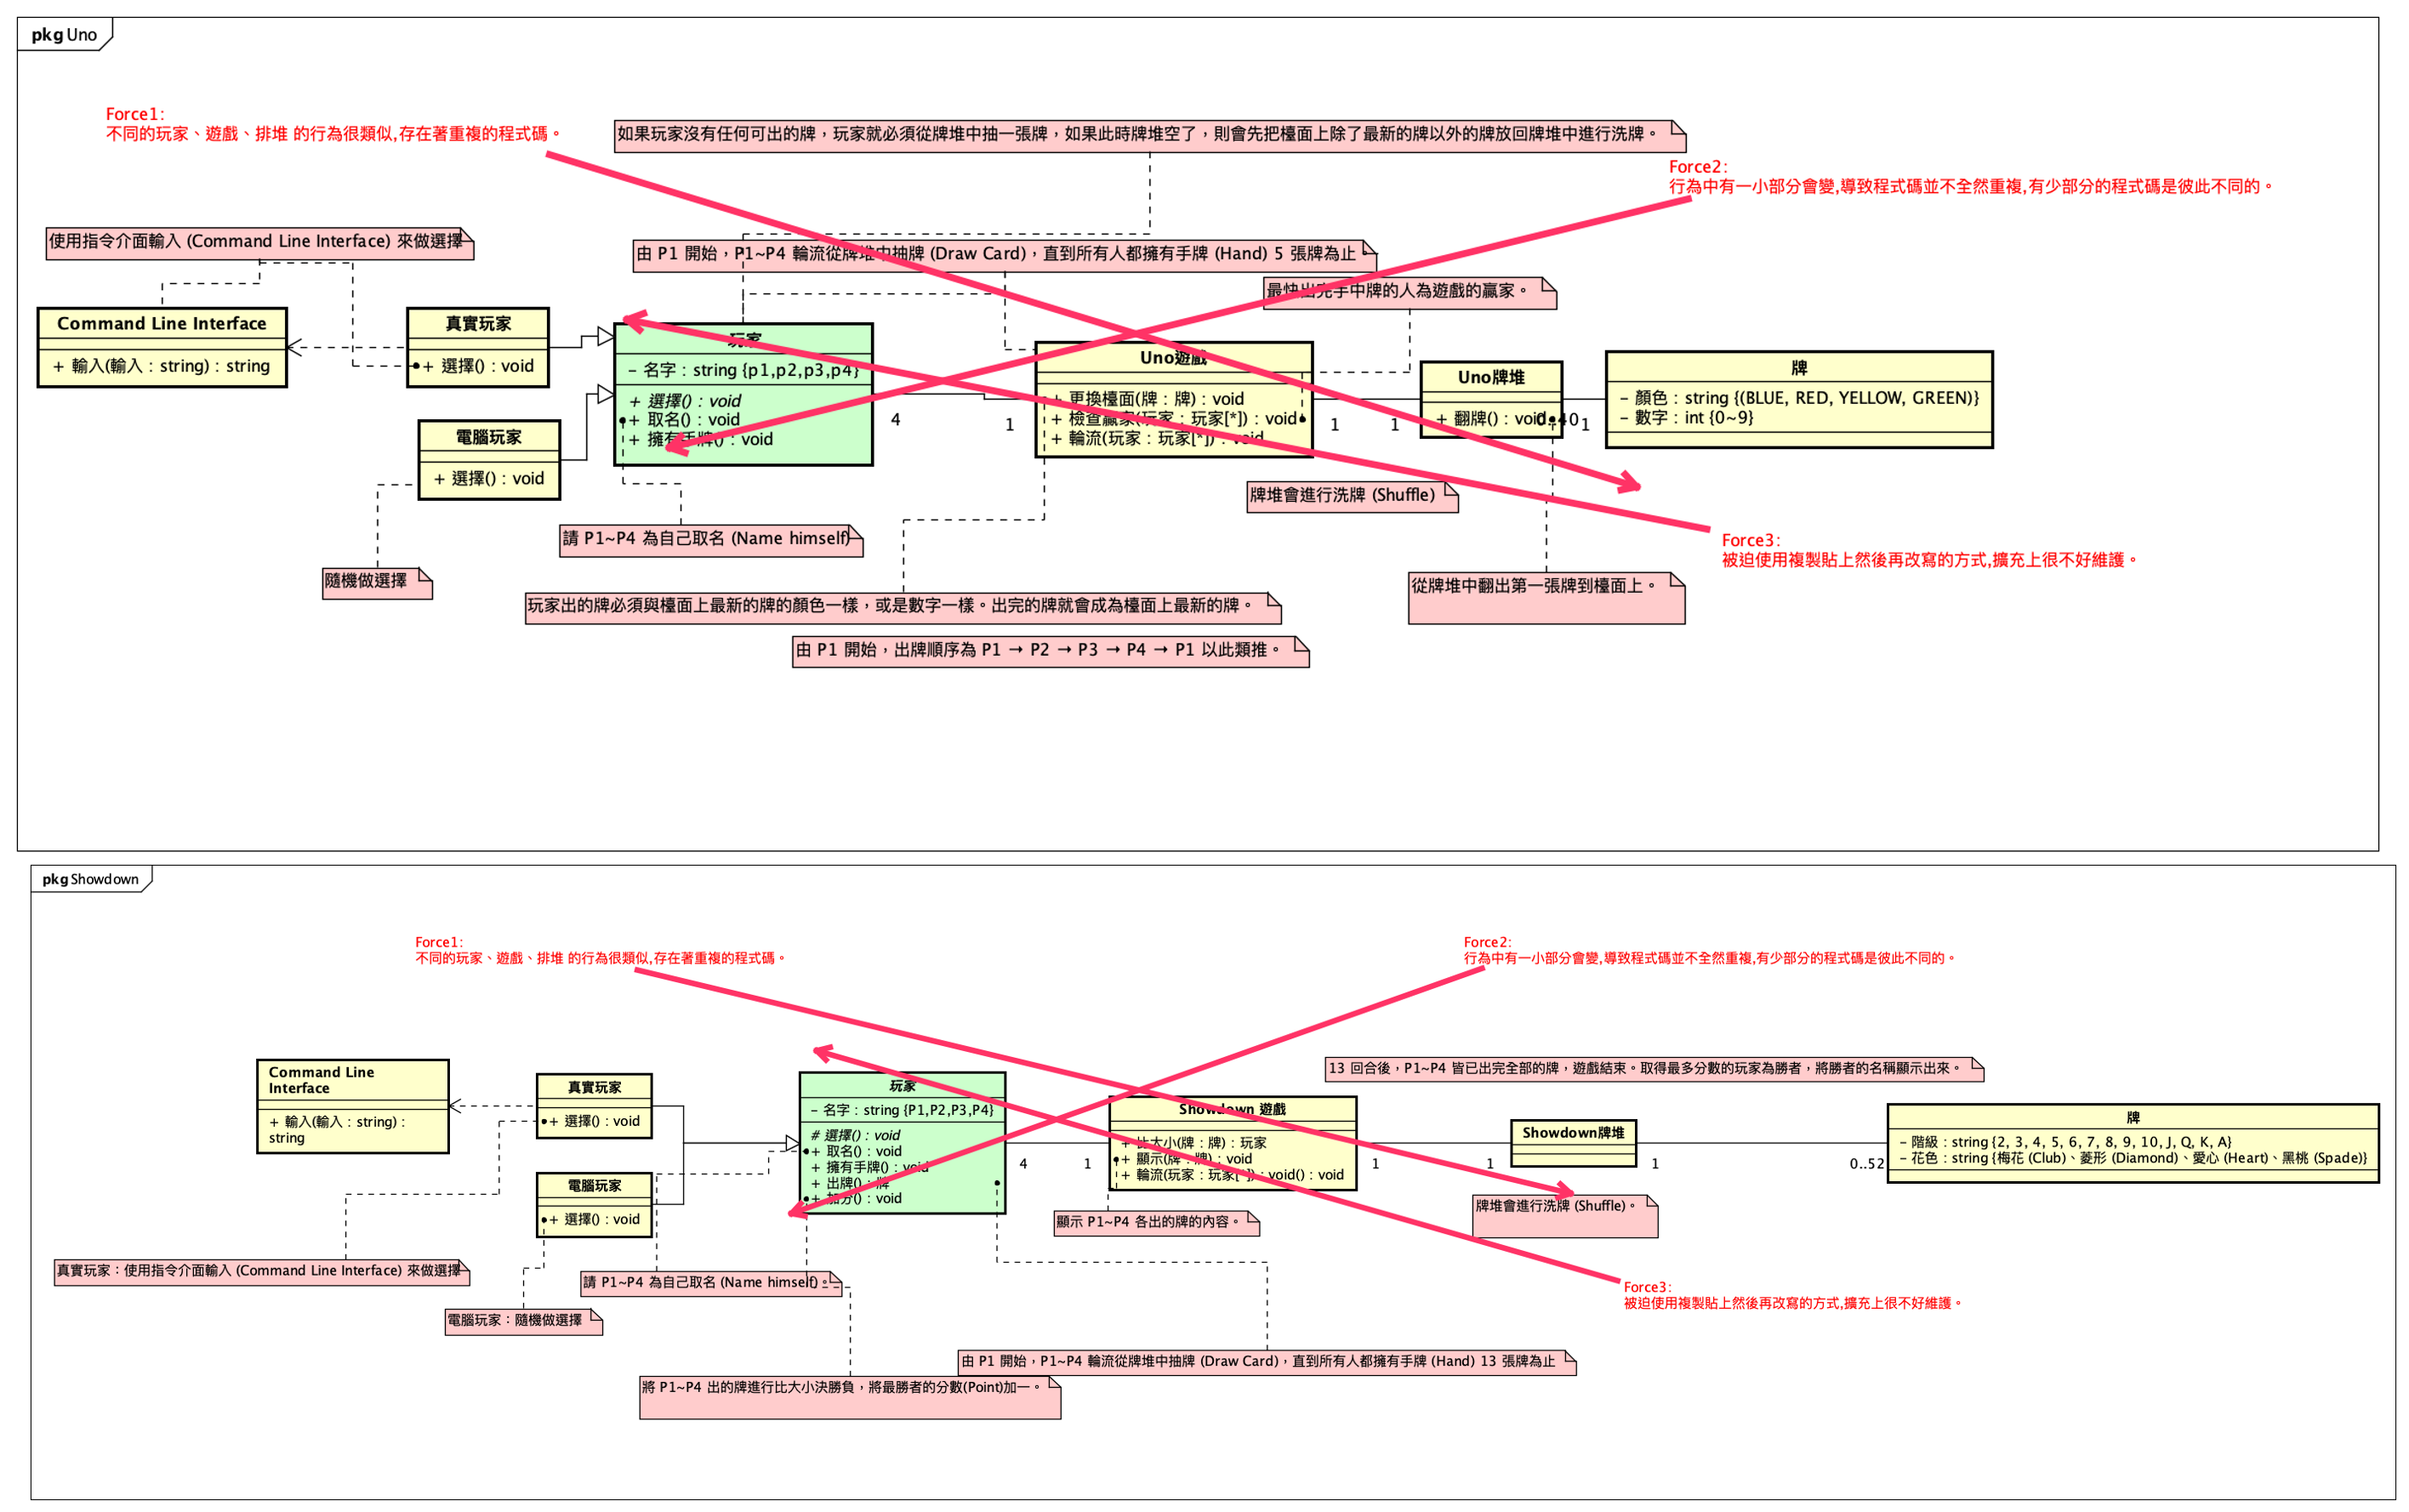 pkg Uno
Force1:
不同的玩家、遊戲、排堆 的行為很類似,存在著重複的程式碼。
如果玩家沒有任何可出的牌，玩家就必須從牌堆中抽一張牌，如果此時牌堆空了，則會先把檯面上除了最新的牌以外的牌放回牌堆中進行洗牌。
Force2:
行為中有一小部分會變,導致程式碼並不全然重複,有少部分的程式碼是彼此不同的。
使用指令介面輸入 (Command Line Interface) 來做選擇
由 P1 開始，P1~P4 輪流從牌堆中抽牌 (Draw Card)，直到所有人都擁有手牌 (Hand) 5 張牌為止。
最快出完手中牌的人為遊戲的贏家。
Command Line Interface
+ 輸入(輸入 : string) : string
真實玩家
+ 選擇() : void
電腦玩家
+ 選擇() : void
玩家
- 名字 : string {p1,p2,p3,p4}
+ 選擇() : void
+ 取名() : void
+ 擁有手牌() : void
4
1
Uno遊戲
+ 更換檯面(牌 : 牌) : void
+ 檢查贏家(玩家 : 玩家[*]) : void
+ 輪流(玩家 : 玩家[*]) : void
1
1
Uno牌堆
+ 翻牌() : void
0..40
1
牌
- 顏色 : string {(BLUE, RED, YELLOW, GREEN)}
- 數字 : int {0~9}
牌堆會進行洗牌 (Shuffle)
請 P1~P4 為自己取名 (Name himself)
Force3:
被迫使用複製貼上然後再改寫的方式,擴充上很不好維護。
隨機做選擇
從牌堆中翻出第一張牌到檯面上。
玩家出的牌必須與檯面上最新的牌的顏色一樣，或是數字一樣。出完的牌就會成為檯面上最新的牌。
由 P1 開始，出牌順序為 P1 → P2 → P3 → P4 → P1 以此類推。
pkg Showdown
Force1:
不同的玩家、遊戲、排堆 的行為很類似,存在著重複的程式碼。
Force2:
行為中有一小部分會變,導致程式碼並不全然重複,有少部分的程式碼是彼此不同的。
13 回合後，P1~P4 皆已出完全部的牌，遊戲結束。取得最多分數的玩家為勝者，將勝者的名稱顯示出來。
Command Line
Interface
+ 輸入(輸入 : string) :
string
真實玩家
+ 選擇() : void
電腦玩家
+ 選擇() : void
玩家
- 名字 : string {P1,P2,P3,P4}
# 選擇() : void
+ 取名() : void
+ 擁有手牌() : void
+ 出牌() : 牌
+ 加分() : void
4
1
Showdown 遊戲
+ 比大小(牌 : 牌) : 玩家
+ 顯示(牌 : 牌) : void
+ 輪流(玩家 : 玩家[*]) : void() : void
1
1
Showdown牌堆
1
0..52
牌
- 階級 : string {2, 3, 4, 5, 6, 7, 8, 9, 10, J, Q, K, A}
- 花色 : string {梅花 (Club)、菱形 (Diamond)、愛心 (Heart)、黑桃 (Spade)}
牌堆會進行洗牌 (Shuffle)。
顯示 P1~P4 各出的牌的內容。
真實玩家：使用指令介面輸入 (Command Line Interface) 來做選擇
請 P1~P4 為自己取名 (Name himself)。
Force3:
被迫使用複製貼上然後再改寫的方式,擴充上很不好維護。
電腦玩家：隨機做選擇
由 P1 開始，P1~P4 輪流從牌堆中抽牌 (Draw Card)，直到所有人都擁有手牌 (Hand) 13 張牌為止
將 P1~P4 出的牌進行比大小決勝負，將最勝者的分數(Point)加一。